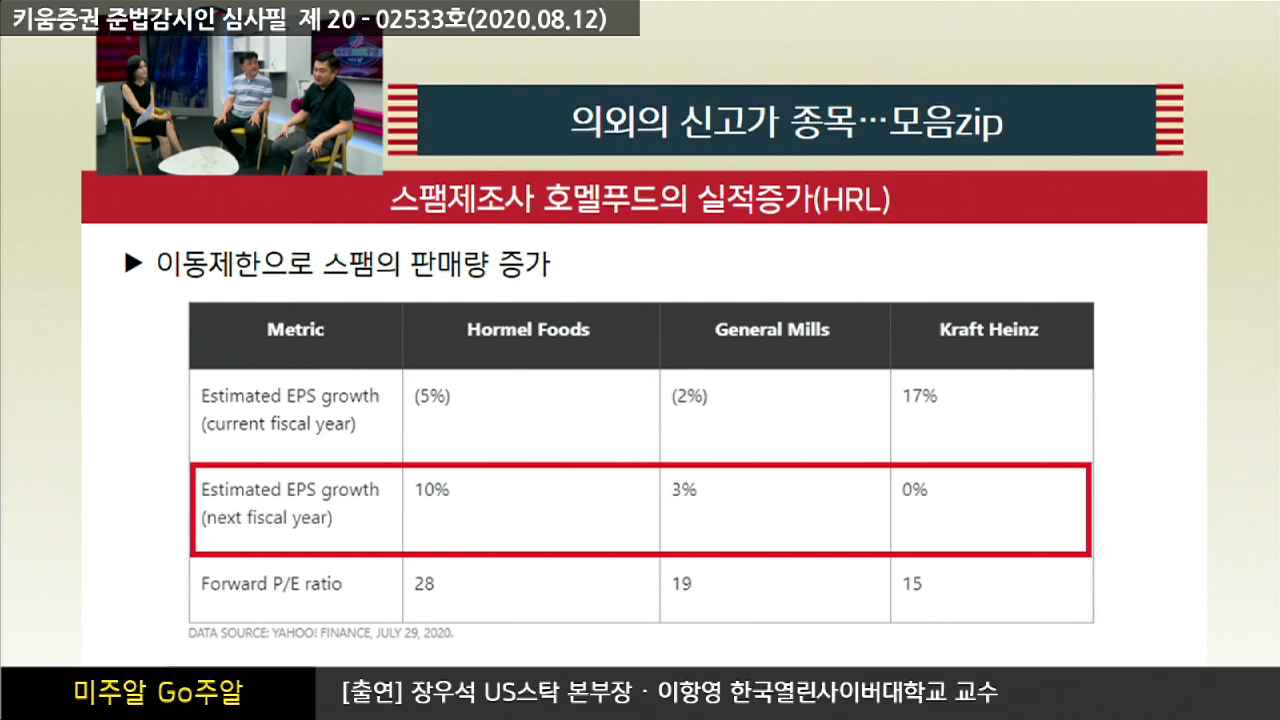 키움증권 준법감시인 심사필 제 20 - 02533호(2020.08.12)
의외의 신고가 종목…모음zip
스팸제조사 호멜푸드의 실적증가(HRL)
▶ 이동제한으로 스팸의 판매량 증가
Metric Hormel Foods General Mills Kraft Heinz
Estimated EPS growth (5%) (2%) 17%
(current fiscal year)
Estimated EPS growth 10% 3% 0%
(next fiscal year)
Forward P/E ratio 28 19 15
DATA SOURCE: YAHOO! FINANCE, JULY 29, 2020.
미주알 Go주알
[출연] 장우석 US스탁 본부장 · 이항영 한국열린사이버대학교 교수